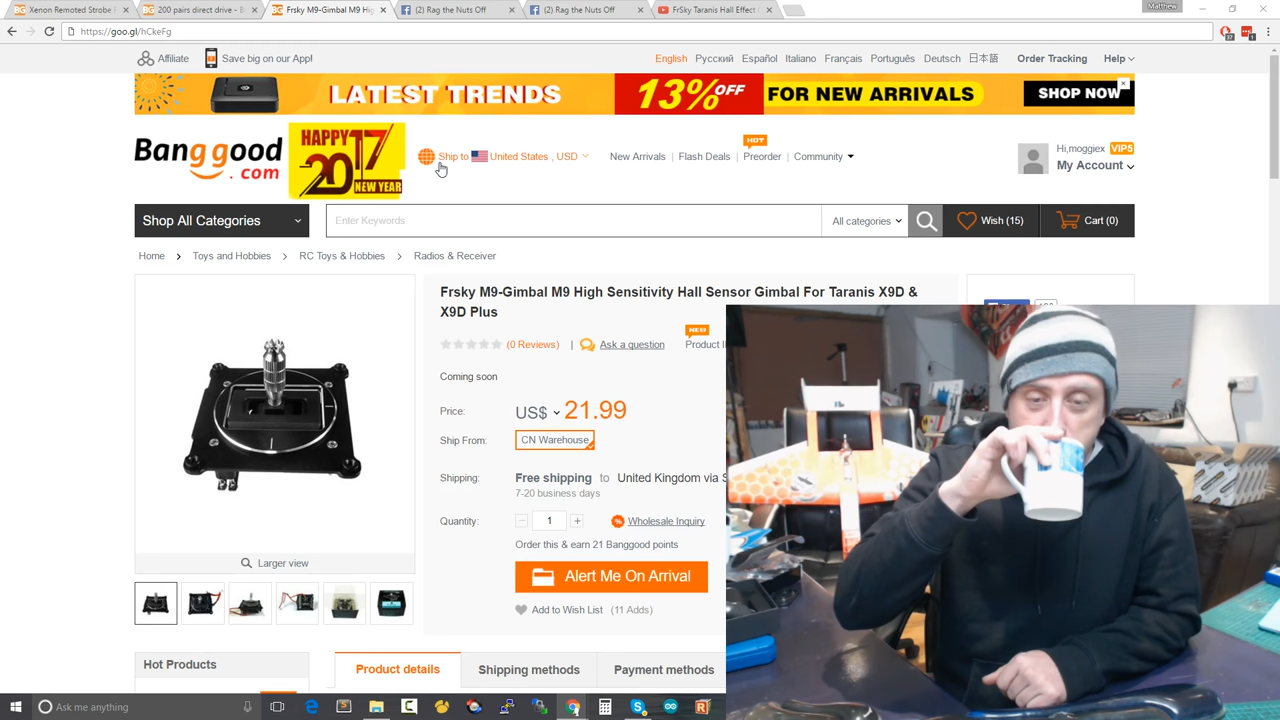 Xenon Remoted Strobe
200 pairs direct drive - B
Frsky M9-Gimbal M9 Hig
(2) Rag the Nuts Off
(2) Rag the Nuts Off
FrSky Taranis Hall Effect
Matthew
https://goo.gl/hCkeFg
Affiliate
Save big on our App!
English
Русский
Español
Italiano
Français
Português
Deutsch
日本語
Order Tracking
Help
LATEST TRENDS
13% OFF
FOR NEW ARRIVALS
SHOP NOW
Banggood.com
HAPPY 2017 NEW YEAR
Ship to United States , USD
New Arrivals | Flash Deals | Preorder | Community
HOT
Hi,moggiex VIP5
My Account
Shop All Categories
Enter Keywords
All categories
Wish (15)
Cart (0)
Home > Toys and Hobbies > RC Toys & Hobbies > Radios & Receiver
Frsky M9-Gimbal M9 High Sensitivity Hall Sensor Gimbal For Taranis X9D &
X9D Plus
NEW
(0 Reviews) | Ask a question
Product I
Coming soon
Price: US$ 21.99
Ship From: CN Warehouse
Shipping: Free shipping to United Kingdom via S
7-20 business days
Quantity: - 1 + Wholesale Inquiry
Order this & earn 21 Banggood points
Larger view
Alert Me On Arrival
Add to Wish List (11 Adds)
Hot Products
Product details
Shipping methods
Payment methods
Ask me anything